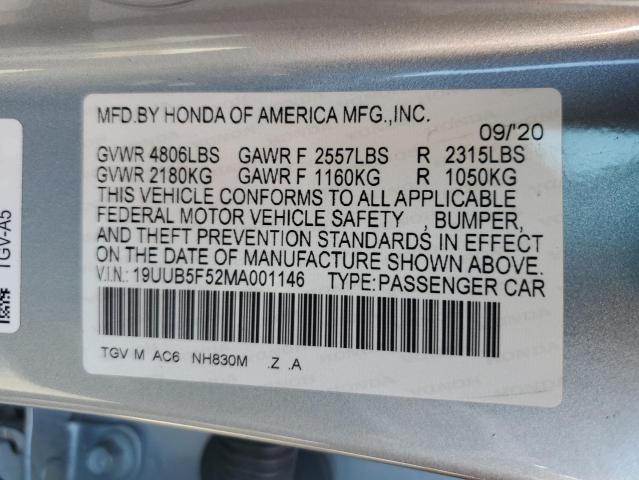 MFD.BY HONDA OF AMERICA MFG.,INC.
09/'20
GVWR 4806LBS GAWR F 2557LBS R 2315LBS
GVWR 2180KG GAWR F 1160KG R 1050KG
THIS VEHICLE CONFORMS TO ALL APPLICABLE
FEDERAL MOTOR VEHICLE SAFETY , BUMPER,
AND THEFT PREVENTION STANDARDS IN EFFECT
ON THE DATE OF MANUFACTURE SHOWN ABOVE.
V.I.N.: 19UUB5F52MA001146 TYPE:PASSENGER CAR
TGV M AC6 NH830M .Z .A
TGV-A5